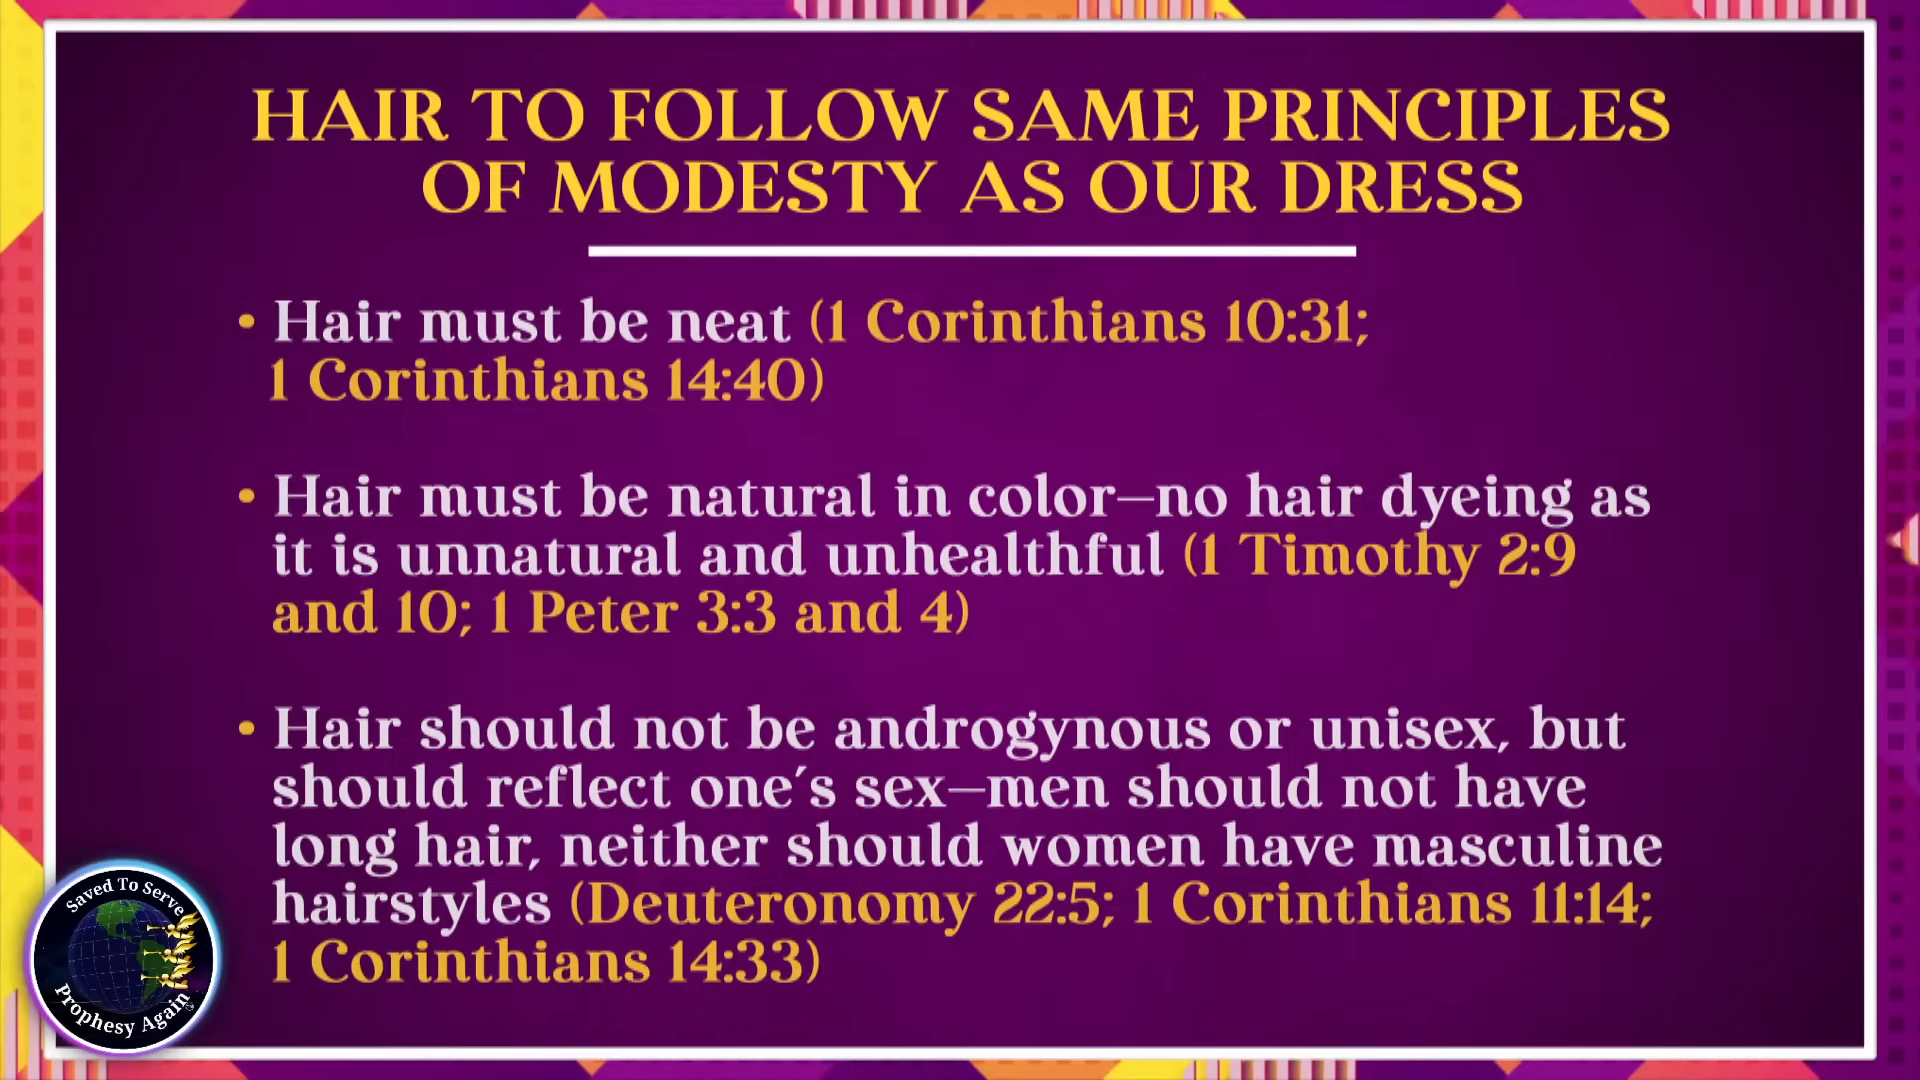 HAIR TO FOLLOW SAME PRINCIPLES
OF MODESTY AS OUR DRESS
• Hair must be neat (1 Corinthians 10:31;
1 Corinthians 14:40)
• Hair must be natural in color—no hair dyeing as
it is unnatural and unhealthful (1 Timothy 2:9
and 10; 1 Peter 3:3 and 4)
• Hair should not be androgynous or unisex, but
should reflect one's sex—men should not have
long hair, neither should women have masculine
hairstyles (Deuteronomy 22:5; 1 Corinthians 11:14;
1 Corinthians 14:33)
Saved To Serve
Prophesy Again